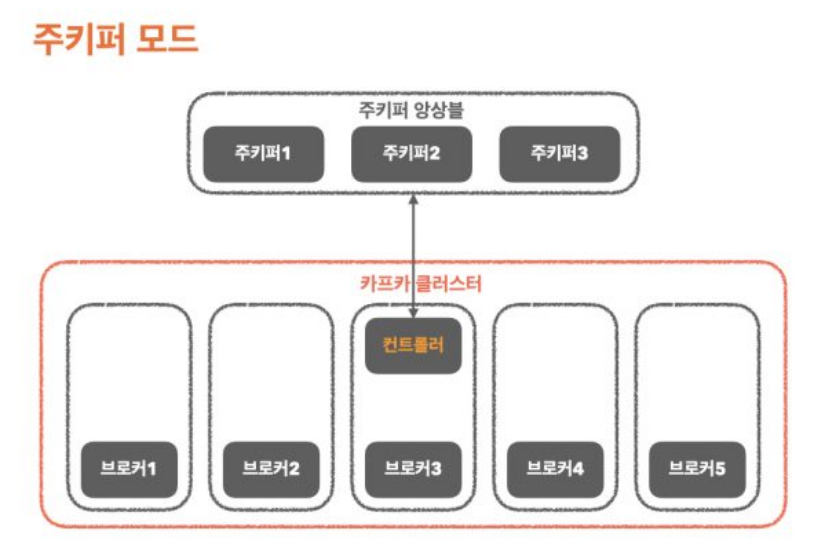 주키퍼 모드
주키퍼 앙상블
주키퍼1 주키퍼2 주키퍼3
카프카 클러스터
컨트롤러
브로커1 브로커2 브로커3 브로커4 브로커5